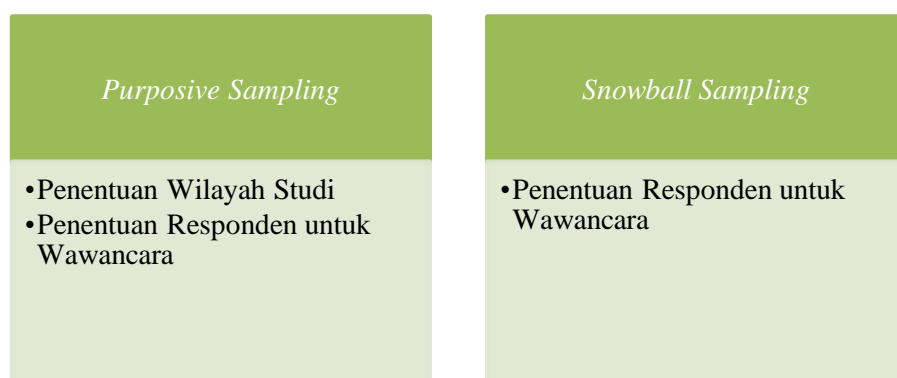 Purposive Sampling
•Penentuan Wilayah Studi
•Penentuan Responden untuk
Wawancara
Snowball Sampling
•Penentuan Responden untuk
Wawancara